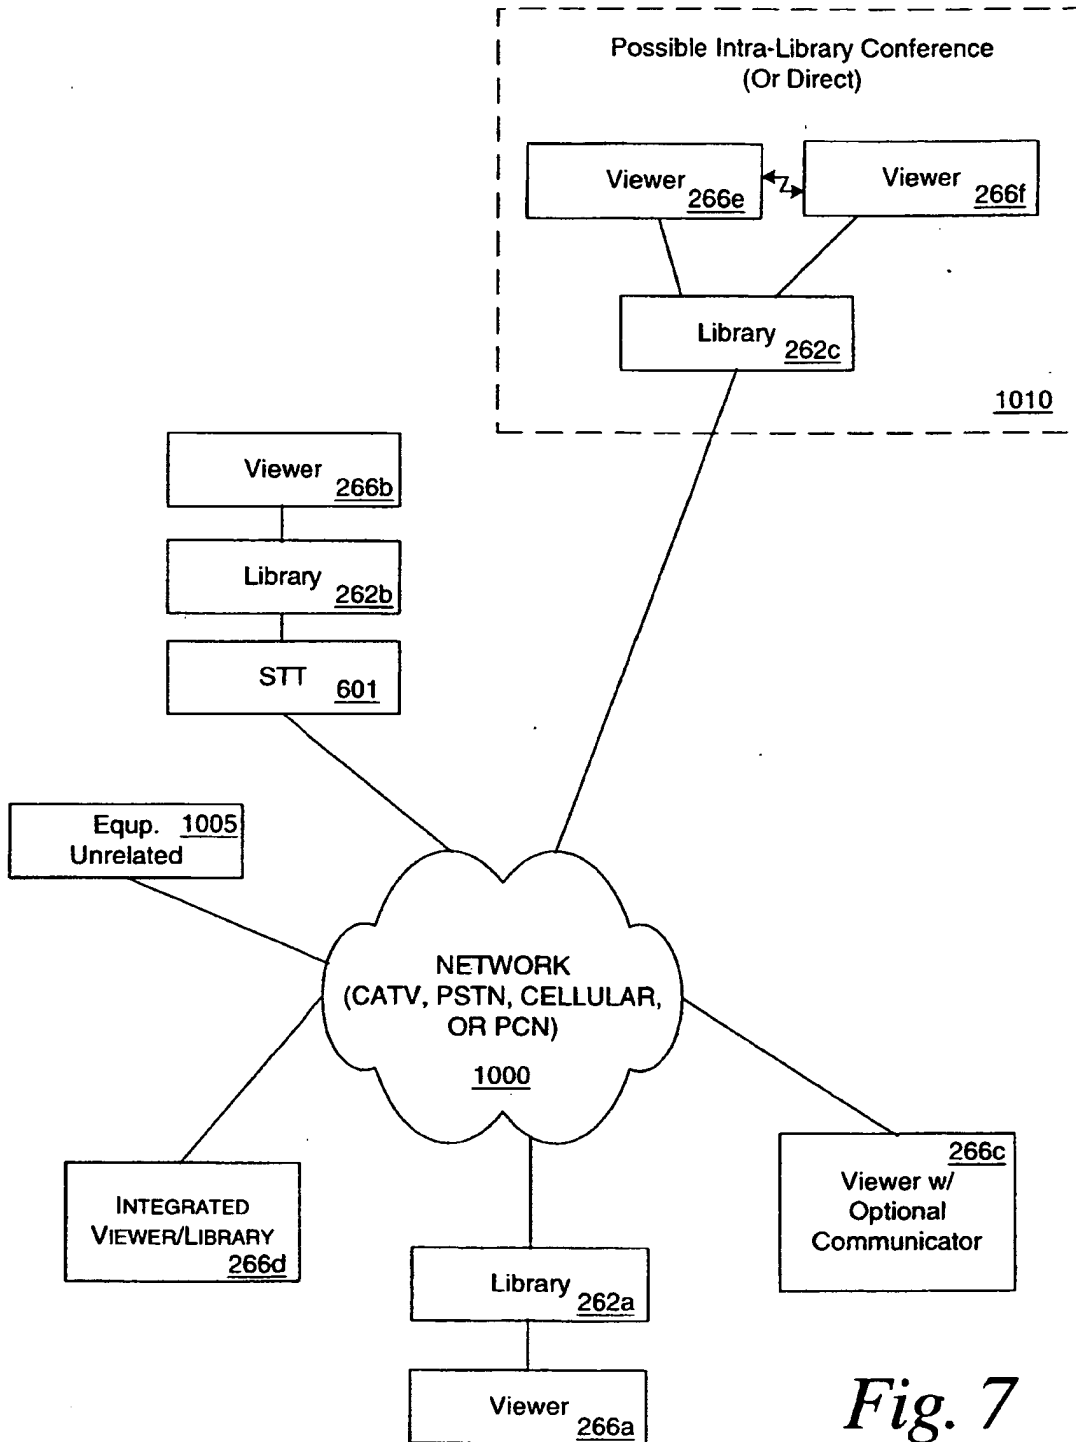 Possible Intra-Library Conference
(Or Direct)
Viewer 266e
Viewer 266f
Library 262c
1010
Viewer 266b
Library 262b
STT 601
Equp. 1005
Unrelated
NETWORK
(CATV, PSTN, CELLULAR,
OR PCN)
1000
266c
Viewer w/
Optional
Communicator
INTEGRATED
VIEWER/LIBRARY
266d
Library 262a
Viewer 266a
Fig. 7